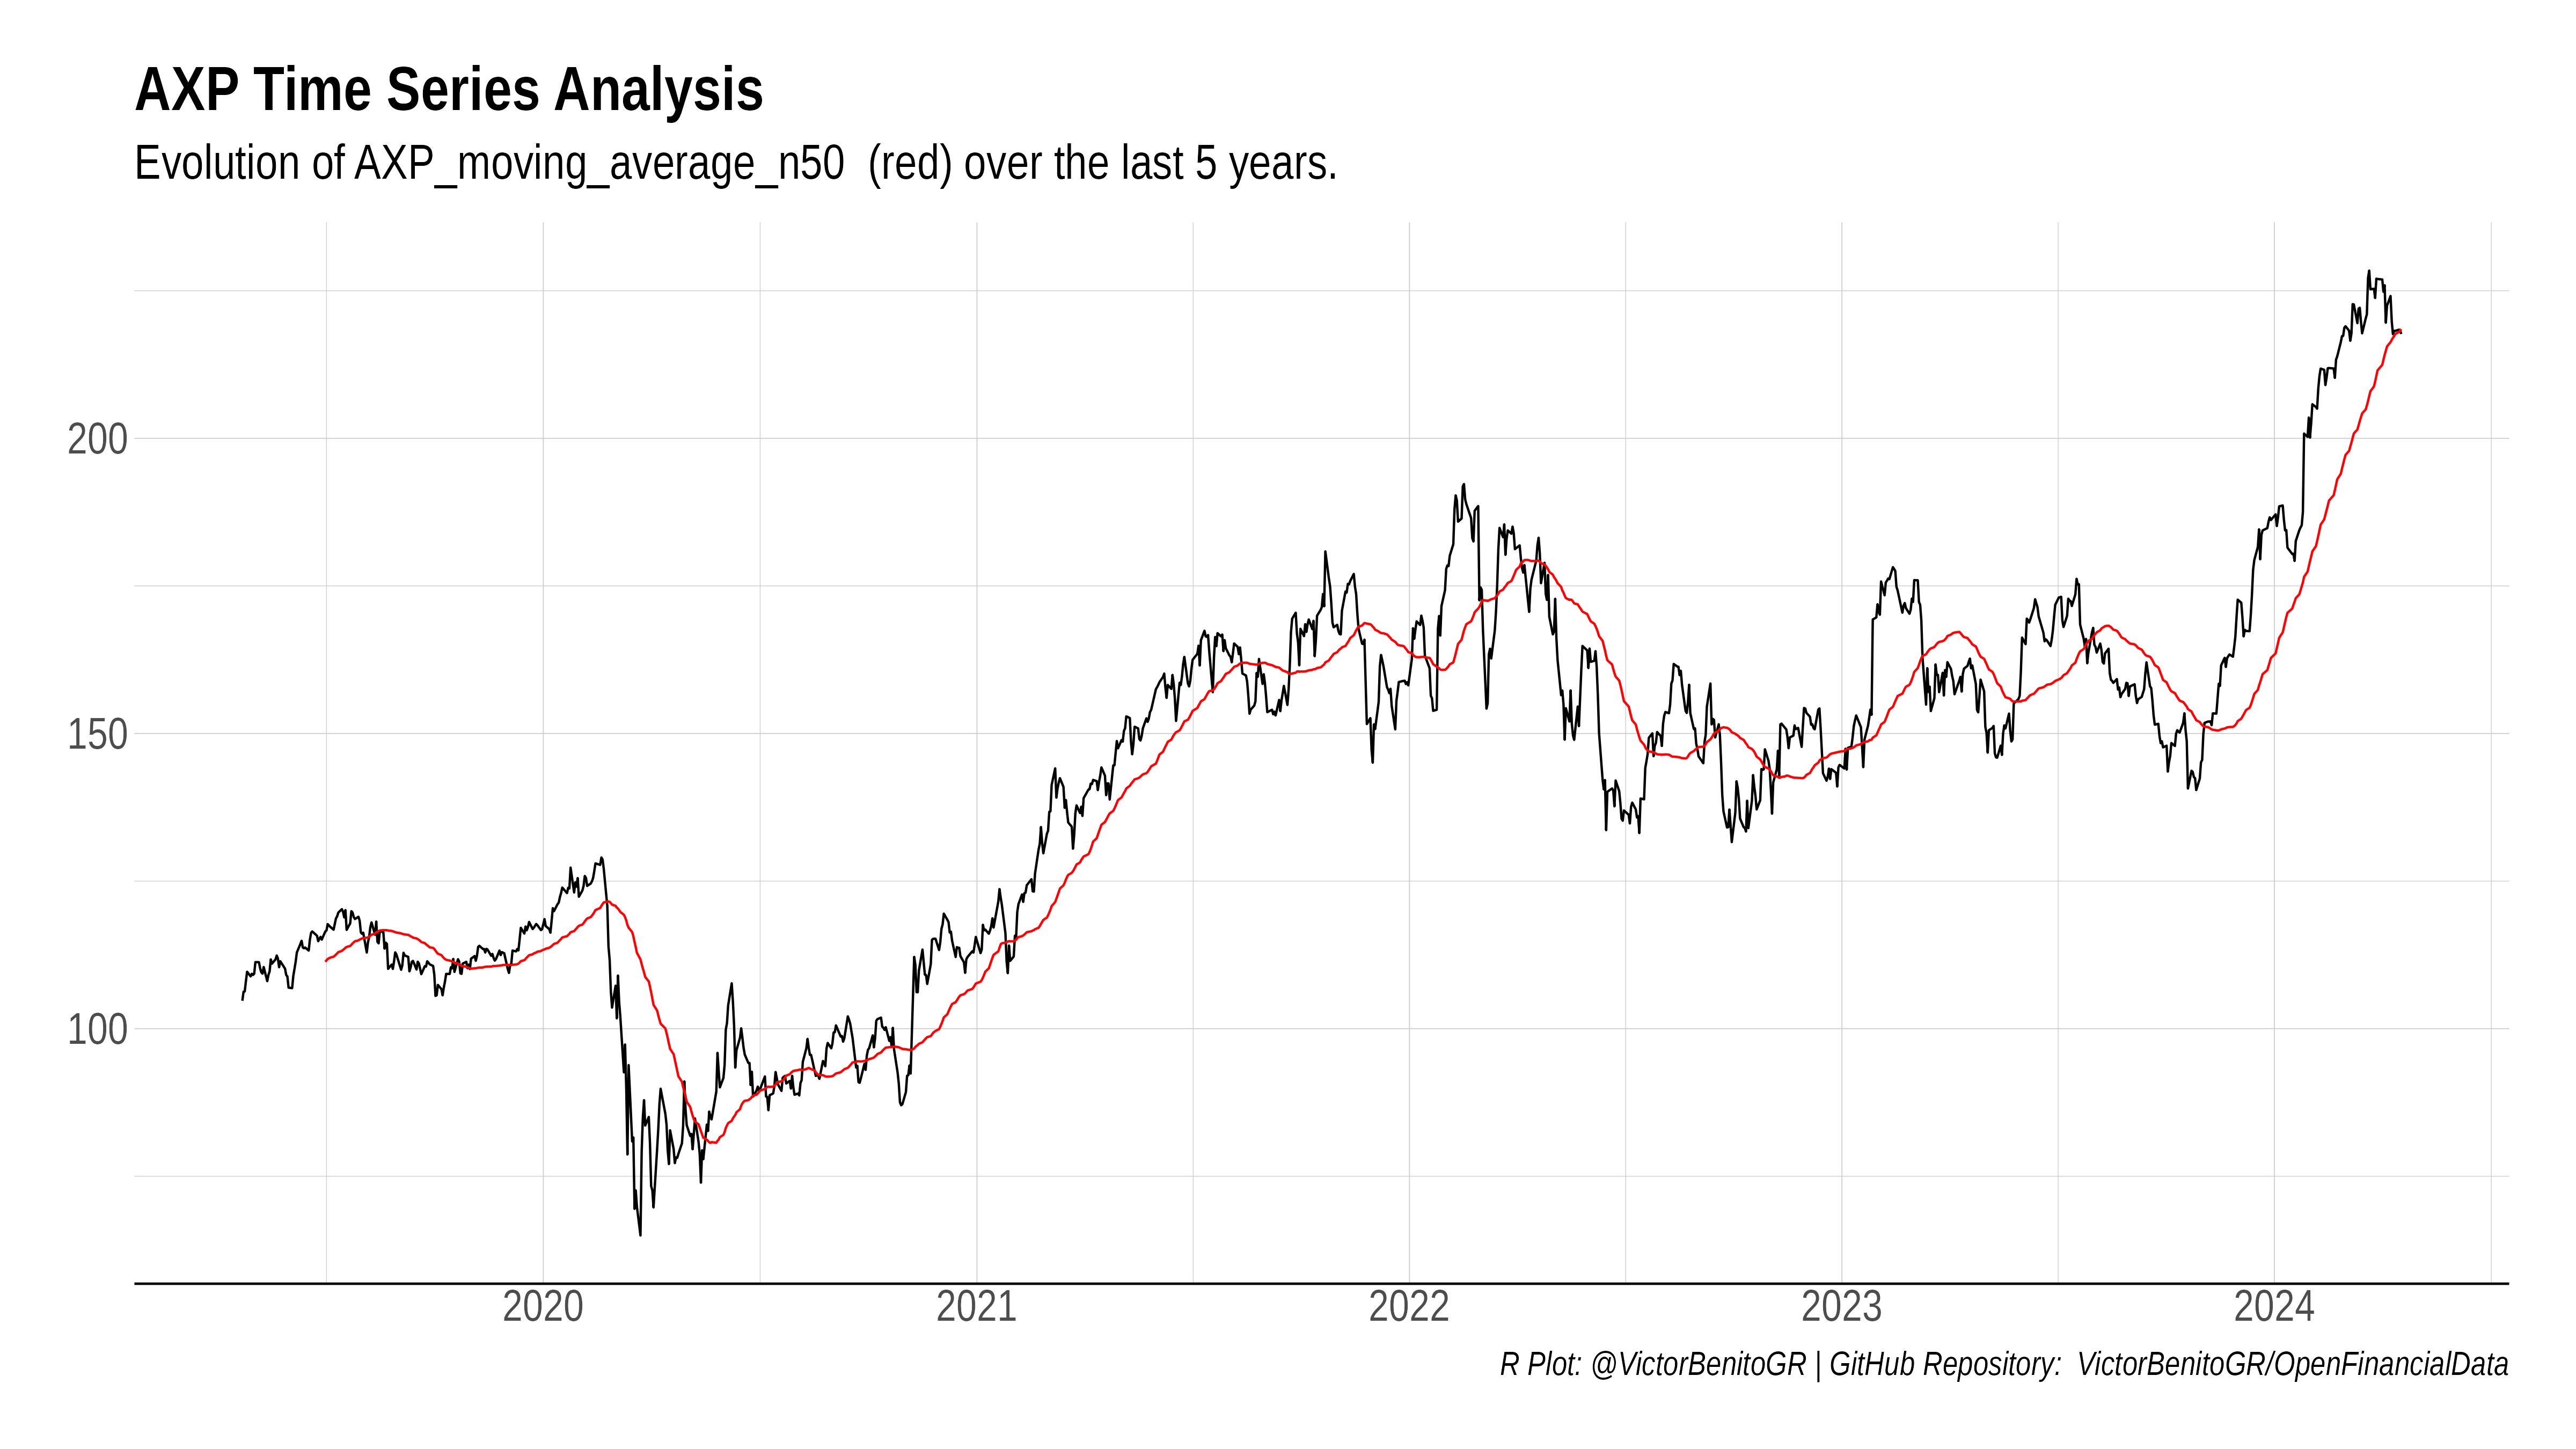 AXP Time Series Analysis
Evolution of AXP_moving_average_n50  (red) over the last 5 years.
200
150
100
2020 2021 2022 2023 2024
R Plot: @VictorBenitoGR | GitHub Repository:  VictorBenitoGR/OpenFinancialData